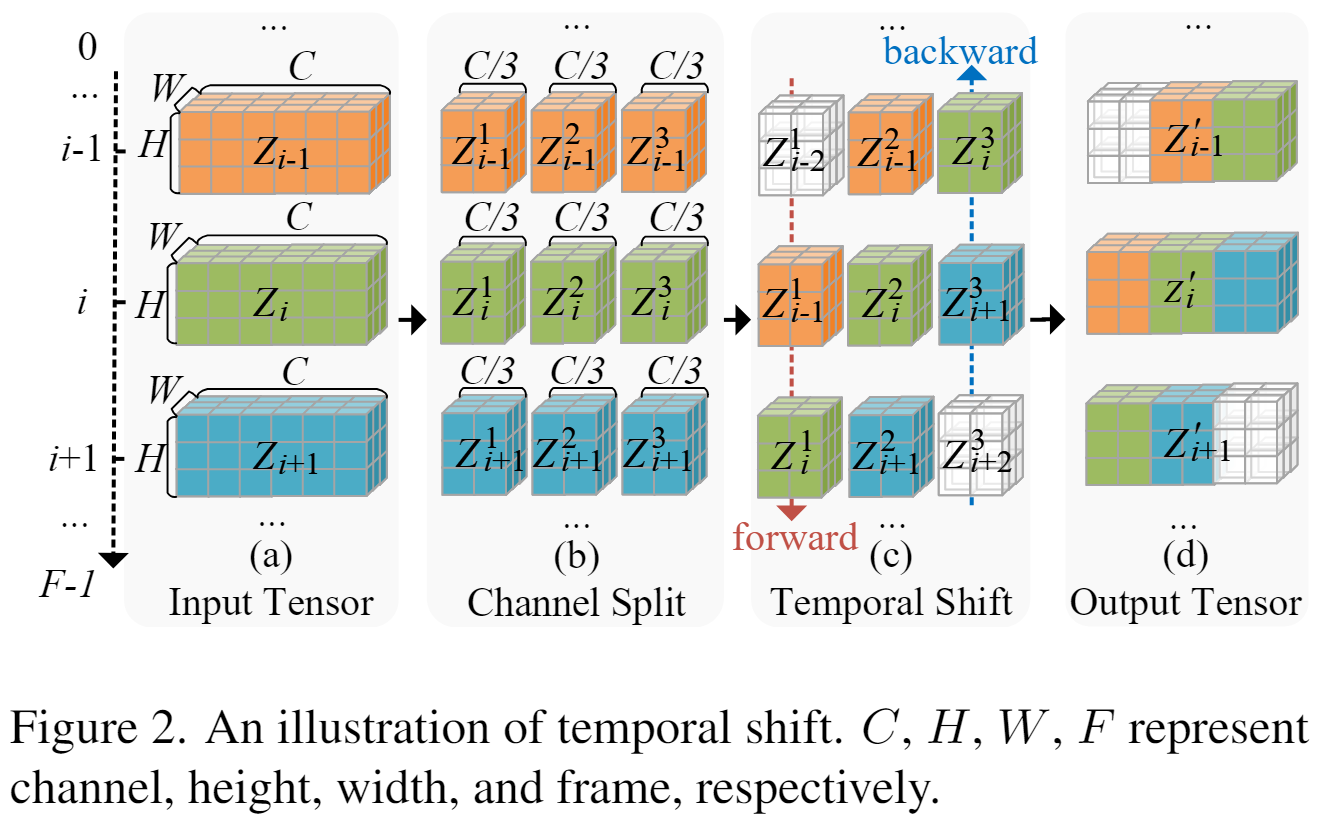 0
...
i-1
i
i+1
...
F-1
...
W C
H Z_{i-1}
W C
H Z_i
W C
H Z_{i+1}
...
(a)
Input Tensor
...
C/3 C/3 C/3
Z^1_{i-1} Z^2_{i-1} Z^3_{i-1}
C/3 C/3 C/3
Z^1_i Z^2_i Z^3_i
C/3 C/3 C/3
Z^1_{i+1} Z^2_{i+1} Z^3_{i+1}
...
(b)
Channel Split
...
backward
Z^1_{i-2} Z^2_{i-1} Z^3_i
Z^1_{i-1} Z^2_i Z^3_{i+1}
Z^1_i Z^2_{i+1} Z^3_{i+2}
forward
...
(c)
Temporal Shift
...
Z'_{i-1}
Z'_i
Z'_{i+1}
...
(d)
Output Tensor
Figure 2. An illustration of temporal shift. C, H, W, F represent
channel, height, width, and frame, respectively.